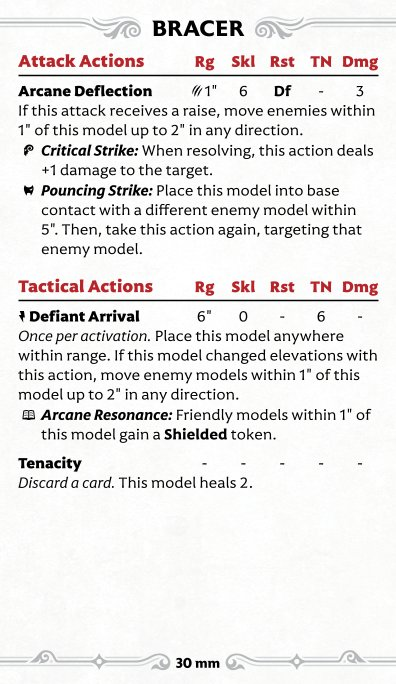 BRACER
Attack Actions Rg Skl Rst TN Dmg
Arcane Deflection 1" 6 Df - 3
If this attack receives a raise, move enemies within
1" of this model up to 2" in any direction.
Critical Strike: When resolving, this action deals
+1 damage to the target.
Pouncing Strike: Place this model into base
contact with a different enemy model within
5". Then, take this action again, targeting that
enemy model.
Tactical Actions Rg Skl Rst TN Dmg
Defiant Arrival 6" 0 - 6 -
Once per activation. Place this model anywhere
within range. If this model changed elevations with
this action, move enemy models within 1" of this
model up to 2" in any direction.
Arcane Resonance: Friendly models within 1" of
this model gain a Shielded token.
Tenacity - - - - -
Discard a card. This model heals 2.
30 mm